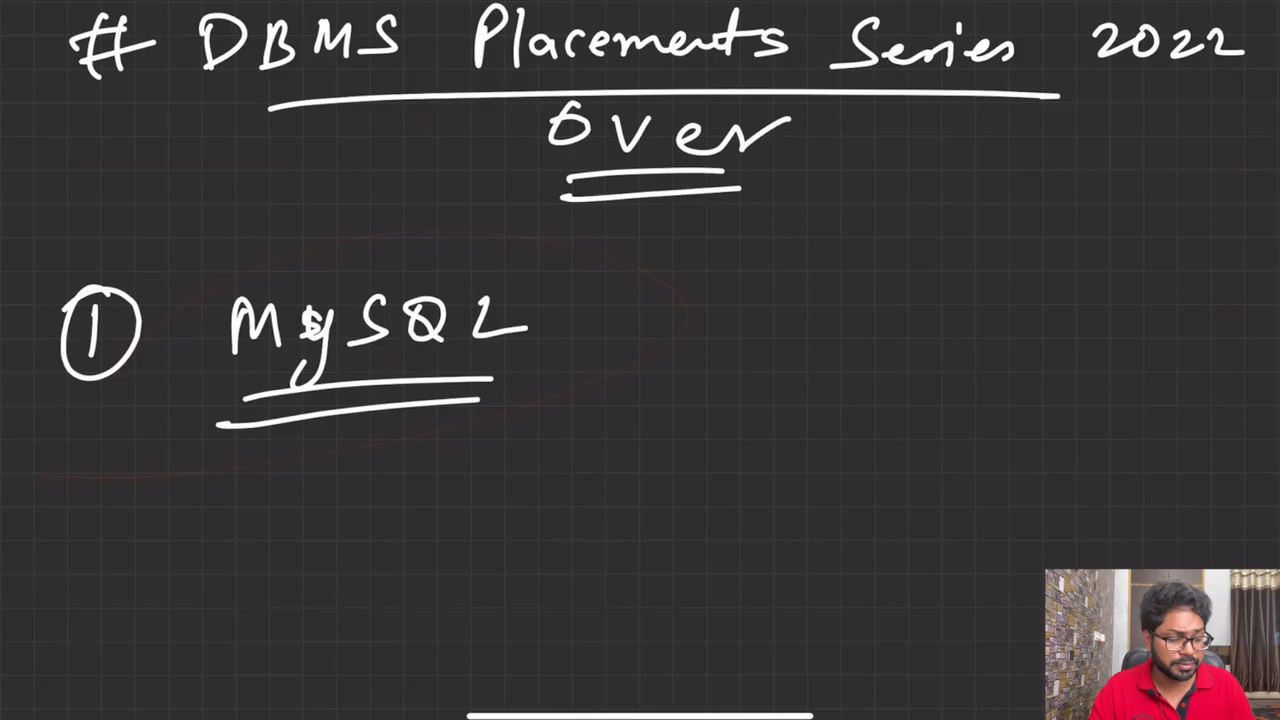 # DBMS Placements Series 2022
Over
① MySQL